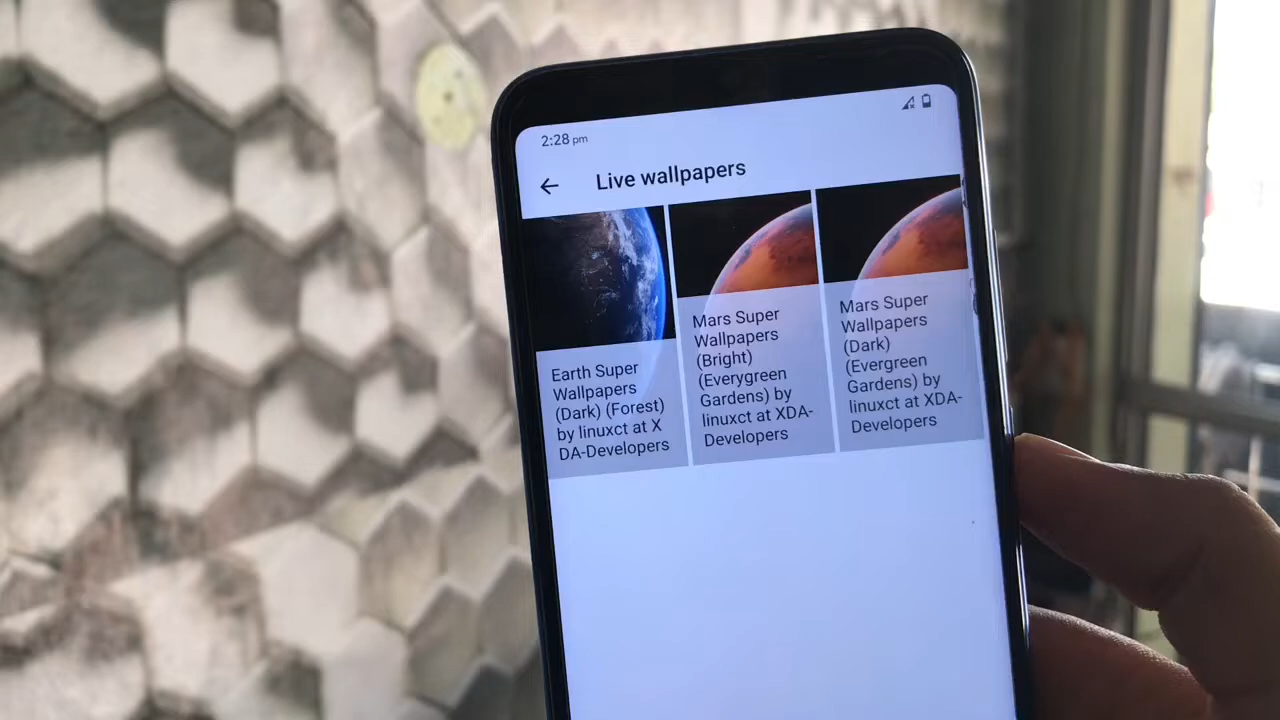 2:28 pm
Live wallpapers
Earth Super
Wallpapers
(Dark) (Forest)
by linuxct at X
DA-Developers
Mars Super
Wallpapers
(Bright)
(Everygreen
Gardens) by
linuxct at XDA-
Developers
Mars Super
Wallpapers
(Dark)
(Evergreen
Gardens) by
linuxct at XDA-
Developers